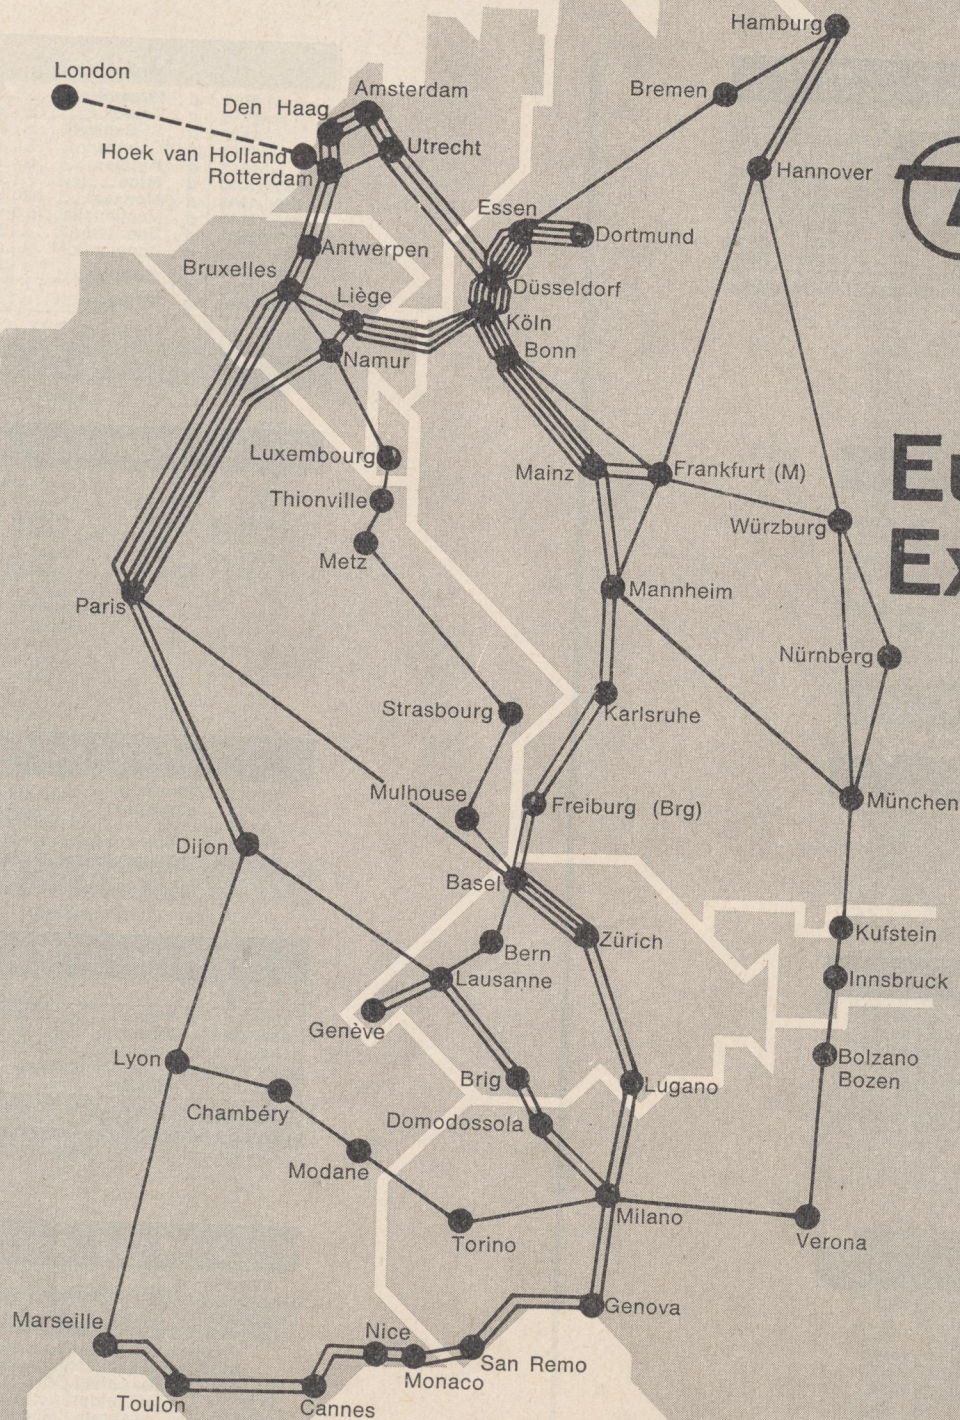 Hamburg
London
Amsterdam
Bremen
Den Haag
Utrecht
Hoek van Holland
Rotterdam
Hannover
Essen
Dortmund
Antwerpen
Bruxelles
Liège
Düsseldorf
Köln
Bonn
Namur
Luxembourg
Mainz
Frankfurt (M)
Thionville
Würzburg
Metz
Paris
Mannheim
Nürnberg
Strasbourg
Karlsruhe
Mulhouse
Freiburg (Brg)
München
Dijon
Basel
Zürich
Kufstein
Bern
Lausanne
Innsbruck
Genève
Lyon
Brig
Lugano
Bolzano
Bozen
Chambéry
Domodossola
Modane
Milano
Torino
Verona
Genova
Marseille
Nice
San Remo
Monaco
Toulon
Cannes